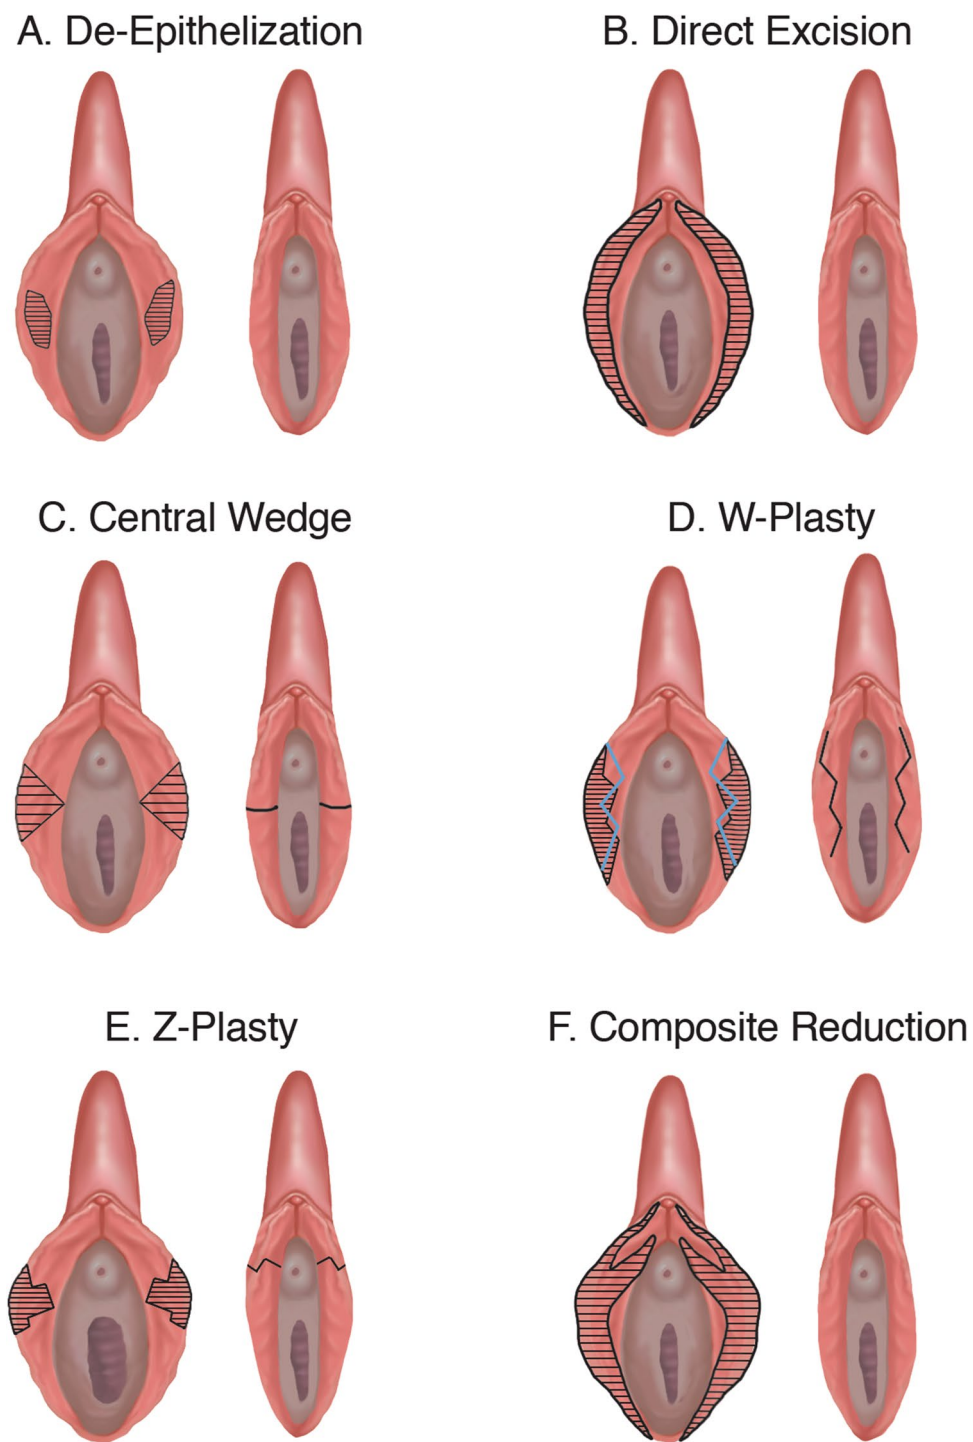 A. De-Epithelization
B. Direct Excision
C. Central Wedge
D. W-Plasty
E. Z-Plasty
F. Composite Reduction